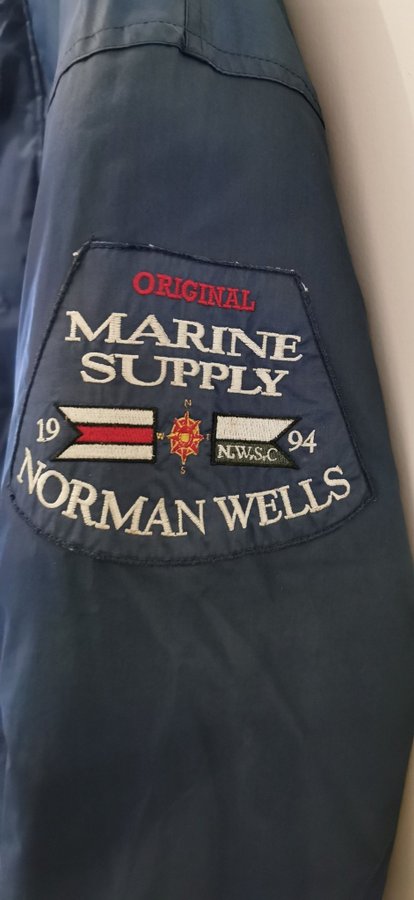 ORIGINAL
MARINE
SUPPLY
19 N W E S N.W.S.C. 94
NORMAN WELLS